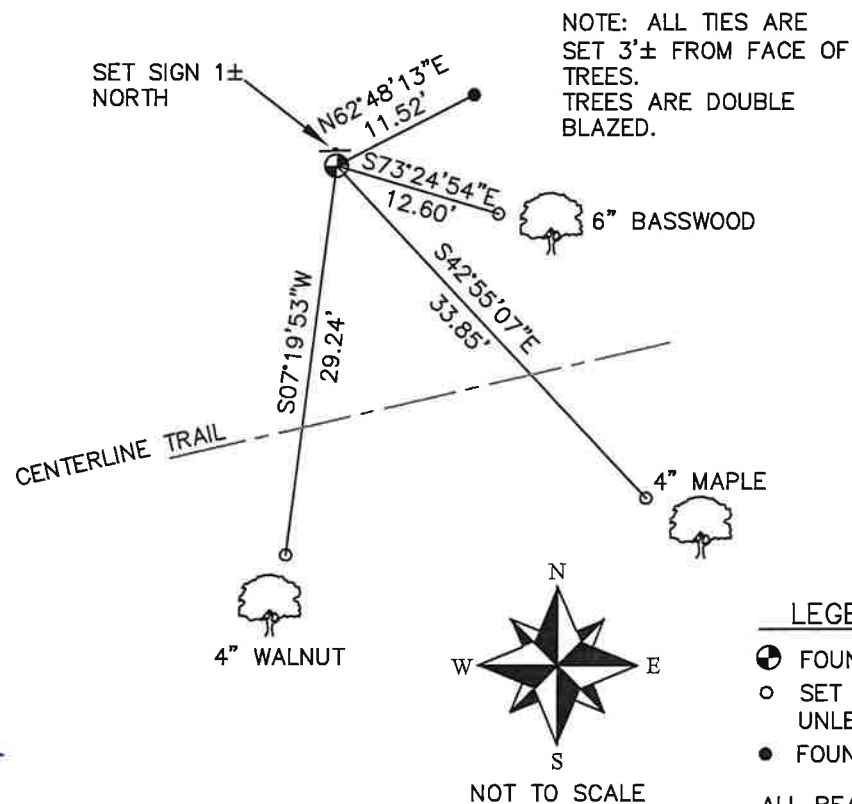 NOTE: ALL TIES ARE
SET 3'± FROM FACE OF
TREES.
TREES ARE DOUBLE
BLAZED.
SET SIGN 1±
NORTH
N62°48'13"E
11.52'
S73°24'54"E
12.60'
6" BASSWOOD
S42°55'07"E
33.85'
S07°19'53"W
29.24'
CENTERLINE TRAIL
4" MAPLE
4" WALNUT
N
W
E
S
NOT TO SCALE
SET